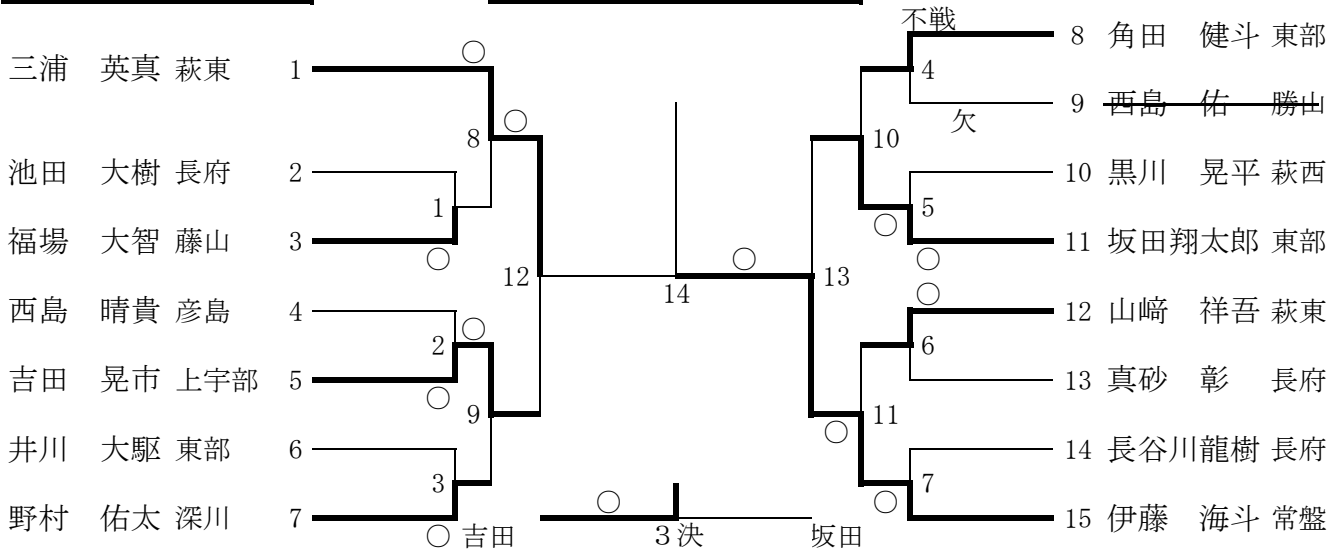 三浦　英真 萩東 1
池田　大樹 長府 2
福場　大智 藤山 3
西島　晴貴 彦島 4
吉田　晃市 上宇部 5
井川　大駆 東部 6
野村　佑太 深川 7
○
8
○
1
○
12
2
○
○
9
3
○ 吉田
14
○
○
3決
坂田
不戦
4
欠
10
5
○
○
13
○
6
11
○
7
○
8 角田　健斗 東部
9 西島　佑 勝山
10 黒川　晃平 萩西
11 坂田翔太郎 東部
12 山﨑　祥吾 萩東
13 真砂　彰 長府
14 長谷川龍樹 長府
15 伊藤　海斗 常盤